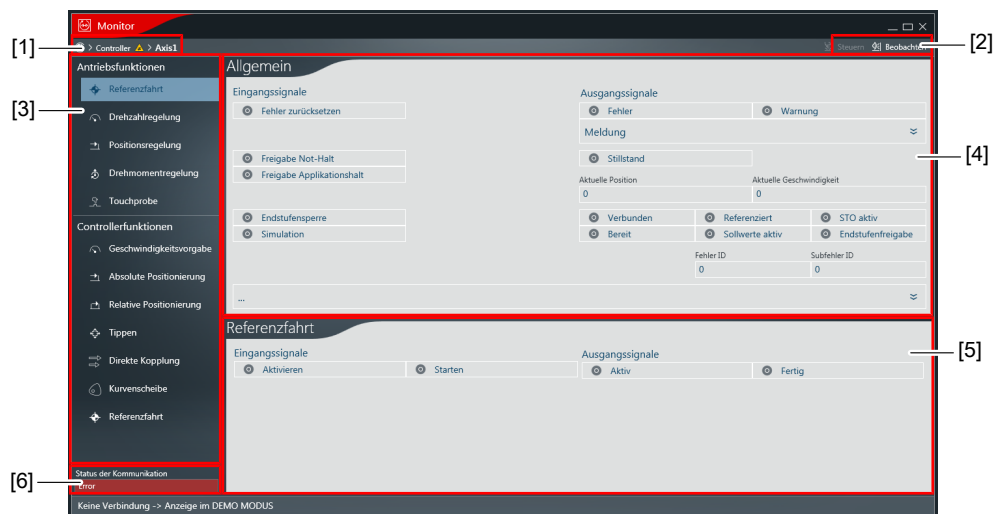 Monitor
[1]
> Controller > Axis1
Steuern Beobachten
[2]
Antriebsfunktionen
Referenzfahrt
[3]
Drehzahlregelung
Positionsregelung
Drehmomentregelung
Touchprobe
Controllerfunktionen
Geschwindigkeitsvorgabe
Absolute Positionierung
Relative Positionierung
Tippen
Direkte Kopplung
Kurvenscheibe
Referenzfahrt
Allgemein
Eingangssignale
Fehler zurücksetzen
Freigabe Not-Halt
Freigabe Applikationshalt
Endstufensperre
Simulation
Ausgangssignale
Fehler Warnung
Meldung
Stillstand
[4]
Aktuelle Position Aktuelle Geschwindigkeit
0 0
Verbunden Referenziert STO aktiv
Bereit Sollwerte aktiv Endstufenfreigabe
Fehler ID Subfehler ID
0 0
...
Referenzfahrt
[5]
Eingangssignale
Aktivieren Starten
Ausgangssignale
Aktiv Fertig
Status der Kommunikation
[6]
Error
Keine Verbindung -> Anzeige im DEMO MODUS